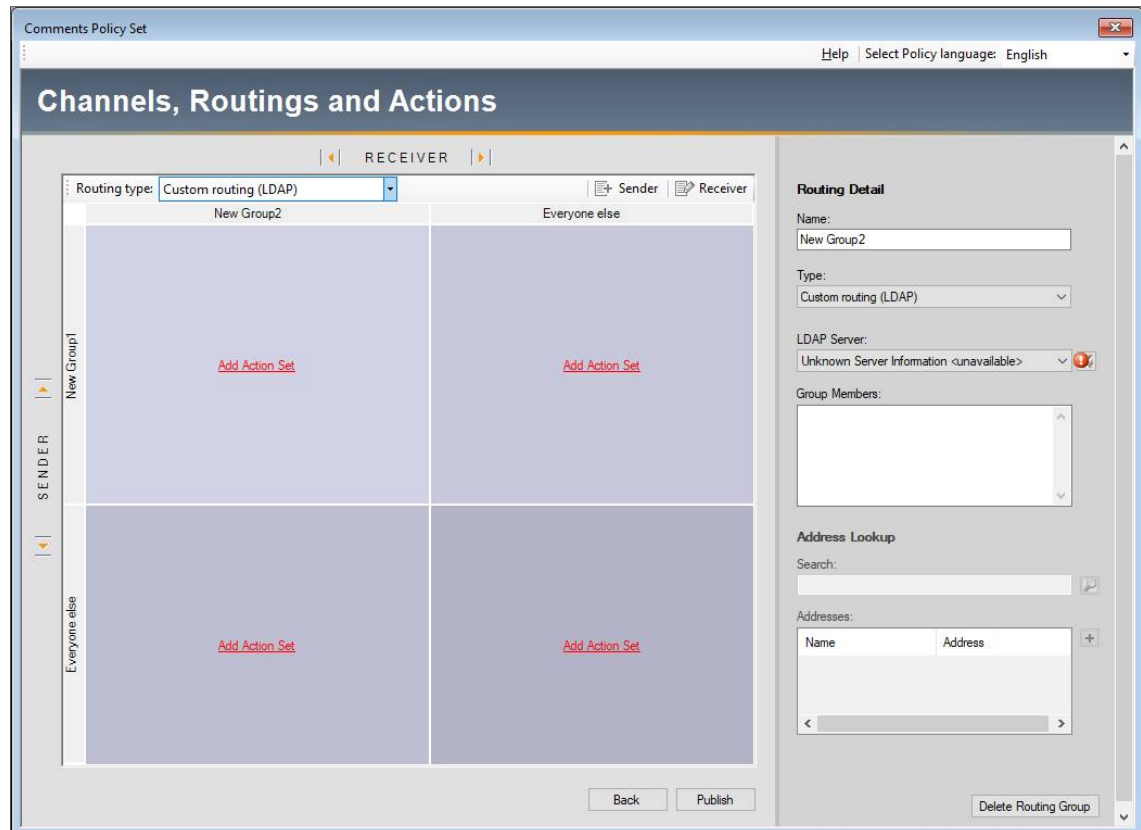 Comments Policy Set
Help
Select Policy language: English
Channels, Routings and Actions
RECEIVER
Routing type: Custom routing (LDAP)
Sender
Receiver
New Group2
Everyone else
SENDER
New Group1
Add Action Set
Add Action Set
Everyone else
Add Action Set
Add Action Set
Back
Publish
Routing Detail
Name:
New Group2
Type:
Custom routing (LDAP)
LDAP Server:
Unknown Server Information <unavailable>
Group Members:
Address Lookup
Search:
Addresses:
Name
Address
Delete Routing Group